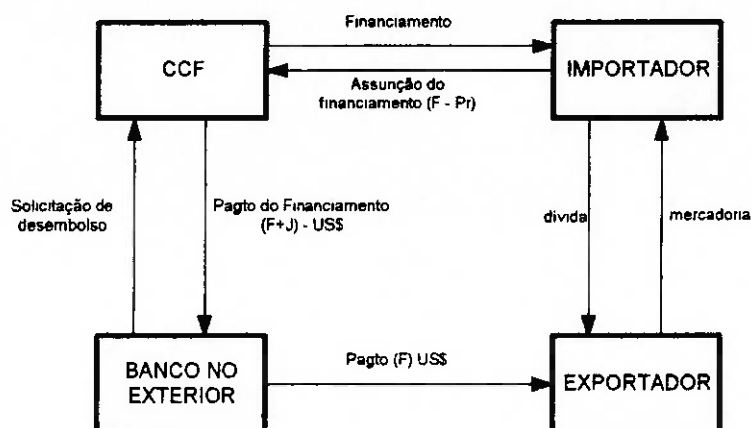 Financiamento
CCF
IMPORTADOR
Assunção do
financiamento (F - Pr)
Solicitação de
desembolso
Pagto do Financiamento
(F+J) - US$
divida
mercadoria
BANCO NO
EXTERIOR
Pagto (F) US$
EXPORTADOR